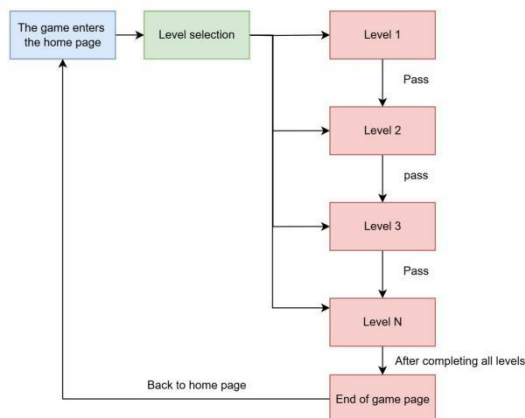 The game enters
the home page
Level selection
Level 1
Pass
Level 2
pass
Level 3
Pass
Level N
After completing all levels
Back to home page
End of game page